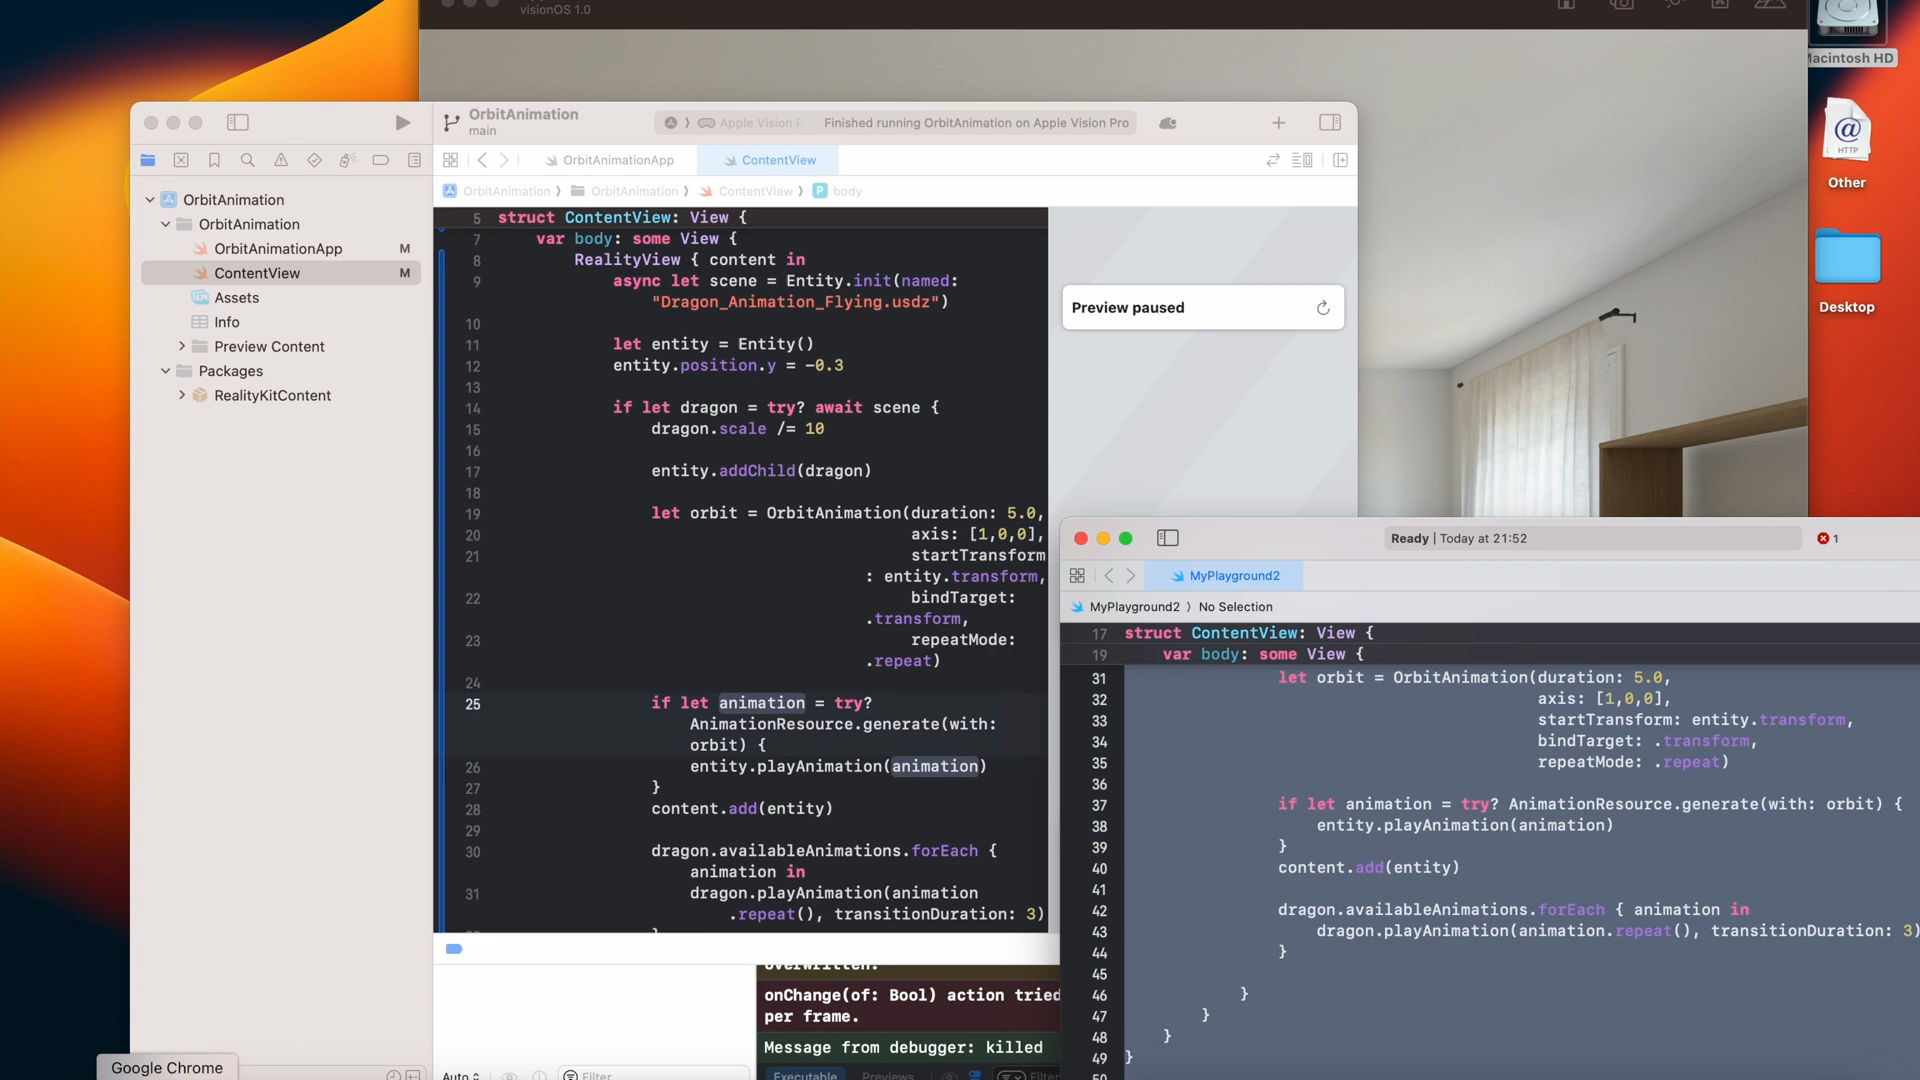 visionOS 1.0
Macintosh HD
HTTP
Other
Desktop
OrbitAnimation
main
Apple Vision P
Finished running OrbitAnimation on Apple Vision Pro
OrbitAnimationApp
ContentView
OrbitAnimation
OrbitAnimation
ContentView
body
OrbitAnimation
OrbitAnimation
OrbitAnimationApp M
ContentView M
Assets
Info
Preview Content
Packages
RealityKitContent
5 struct ContentView: View {
7 var body: some View {
8 RealityView { content in
9 async let scene = Entity.init(named:
"Dragon_Animation_Flying.usdz")
10
11 let entity = Entity()
12 entity.position.y = -0.3
13
14 if let dragon = try? await scene {
15 dragon.scale /= 10
16
17 entity.addChild(dragon)
18
19 let orbit = OrbitAnimation(duration: 5.0,
20 axis: [1,0,0],
21 startTransform
: entity.transform,
22 bindTarget:
.transform,
23 repeatMode:
.repeat)
24
25 if let animation = try?
AnimationResource.generate(with:
orbit) {
26 entity.playAnimation(animation)
27 }
28 content.add(entity)
29
30 dragon.availableAnimations.forEach {
animation in
31 dragon.playAnimation(animation
.repeat(), transitionDuration: 3)
Preview paused
overwritten.
onChange(of: Bool) action tried
per frame.
Message from debugger: killed
Auto
Filter
Executable
Previews
Filter
Google Chrome
Ready | Today at 21:52
1
MyPlayground2
MyPlayground2
No Selection
17 struct ContentView: View {
19 var body: some View {
31 let orbit = OrbitAnimation(duration: 5.0,
32 axis: [1,0,0],
33 startTransform: entity.transform,
34 bindTarget: .transform,
35 repeatMode: .repeat)
36
37 if let animation = try? AnimationResource.generate(with: orbit) {
38 entity.playAnimation(animation)
39 }
40 content.add(entity)
41
42 dragon.availableAnimations.forEach { animation in
43 dragon.playAnimation(animation.repeat(), transitionDuration: 3)
44 }
45
46 }
47 }
48 }
49 }
50